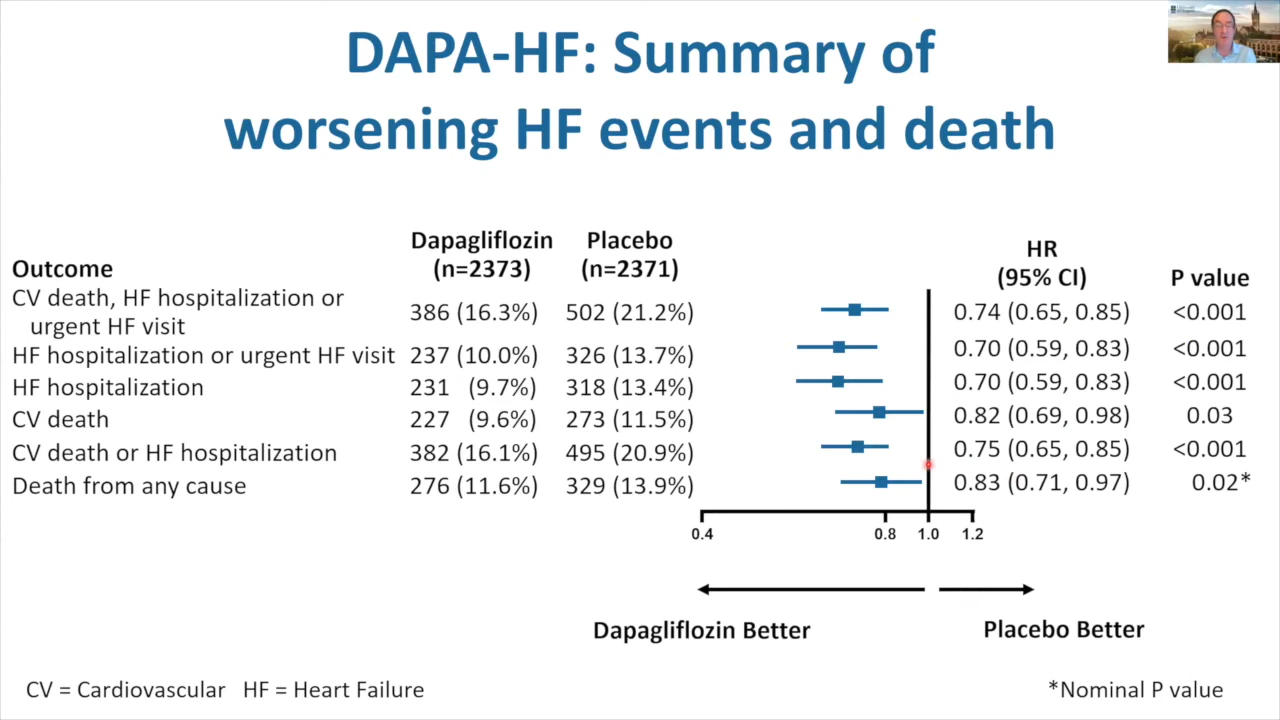 DAPA-HF: Summary of
worsening HF events and death
Outcome Dapagliflozin (n=2373) Placebo (n=2371) HR (95% CI) P value
CV death, HF hospitalization or
urgent HF visit 386 (16.3%) 502 (21.2%) 0.74 (0.65, 0.85) <0.001
HF hospitalization or urgent HF visit 237 (10.0%) 326 (13.7%) 0.70 (0.59, 0.83) <0.001
HF hospitalization 231 (9.7%) 318 (13.4%) 0.70 (0.59, 0.83) <0.001
CV death 227 (9.6%) 273 (11.5%) 0.82 (0.69, 0.98) 0.03
CV death or HF hospitalization 382 (16.1%) 495 (20.9%) 0.75 (0.65, 0.85) <0.001
Death from any cause 276 (11.6%) 329 (13.9%) 0.83 (0.71, 0.97) 0.02*
0.4 0.8 1.0 1.2
Dapagliflozin Better Placebo Better
CV = Cardiovascular HF = Heart Failure *Nominal P value